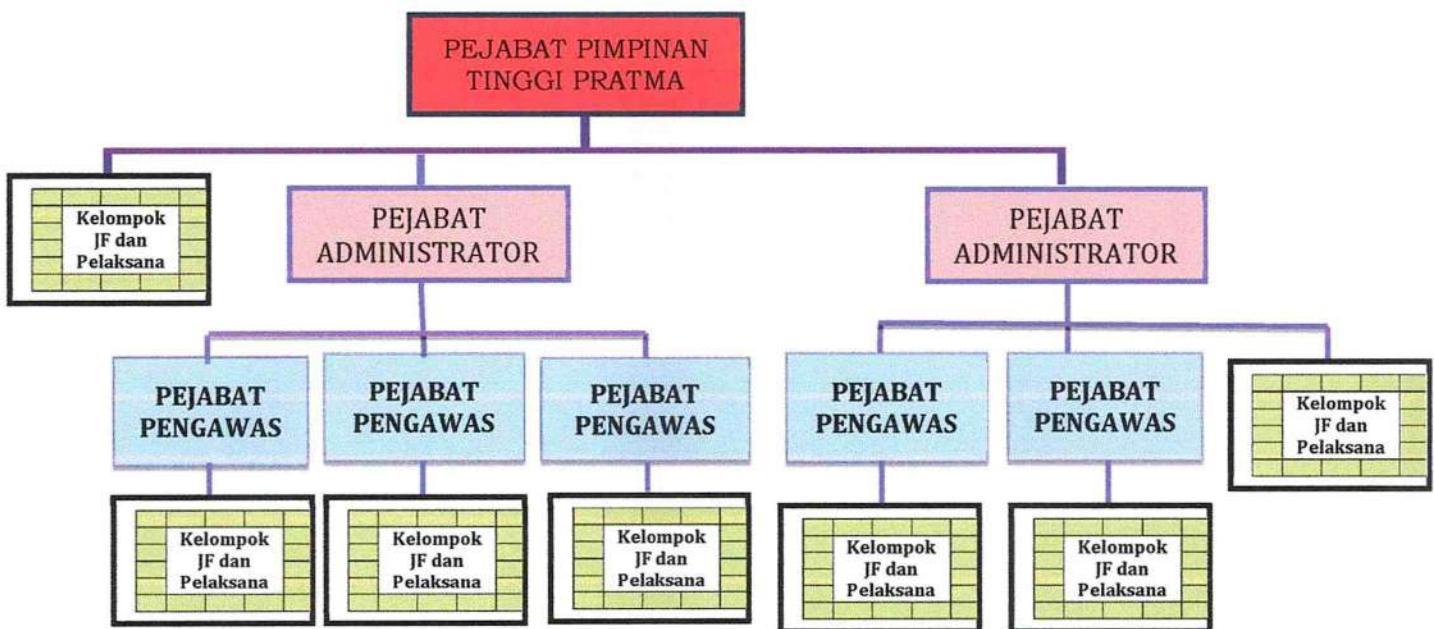 PEJABAT PIMPINAN
TINGGI PRATMA
Kelompok
JF dan
Pelaksana
PEJABAT
ADMINISTRATOR
PEJABAT
ADMINISTRATOR
PEJABAT
PENGAWAS
PEJABAT
PENGAWAS
PEJABAT
PENGAWAS
PEJABAT
PENGAWAS
PEJABAT
PENGAWAS
Kelompok
JF dan
Pelaksana
Kelompok
JF dan
Pelaksana
Kelompok
JF dan
Pelaksana
Kelompok
JF dan
Pelaksana
Kelompok
JF dan
Pelaksana
Kelompok
JF dan
Pelaksana